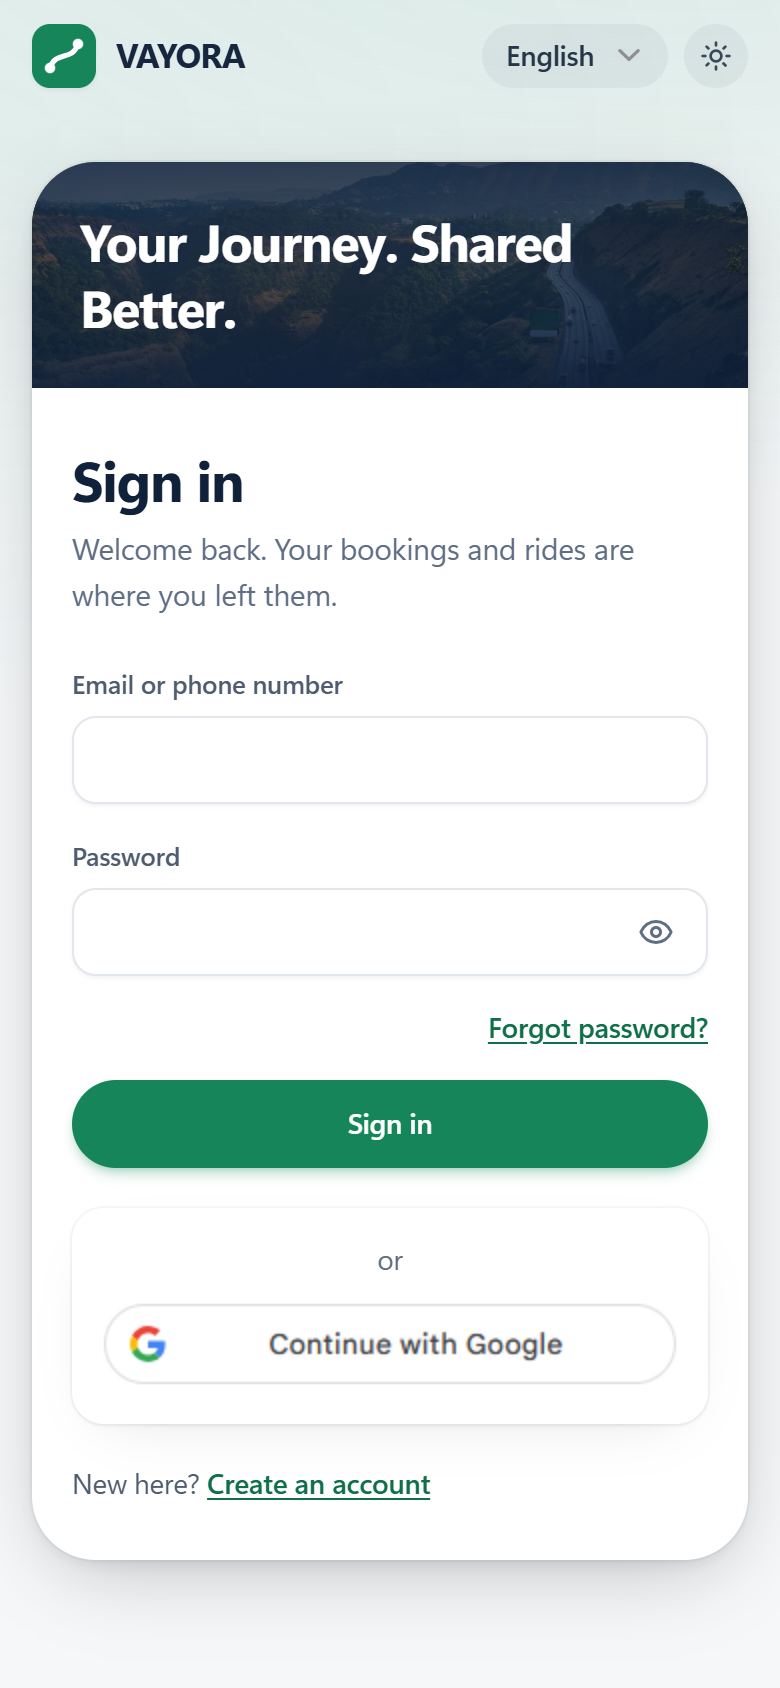 VAYORA
English
Your Journey. Shared
Better.
Sign in
Welcome back. Your bookings and rides are
where you left them.
Email or phone number
Password
Forgot password?
Sign in
or
Continue with Google
New here? Create an account